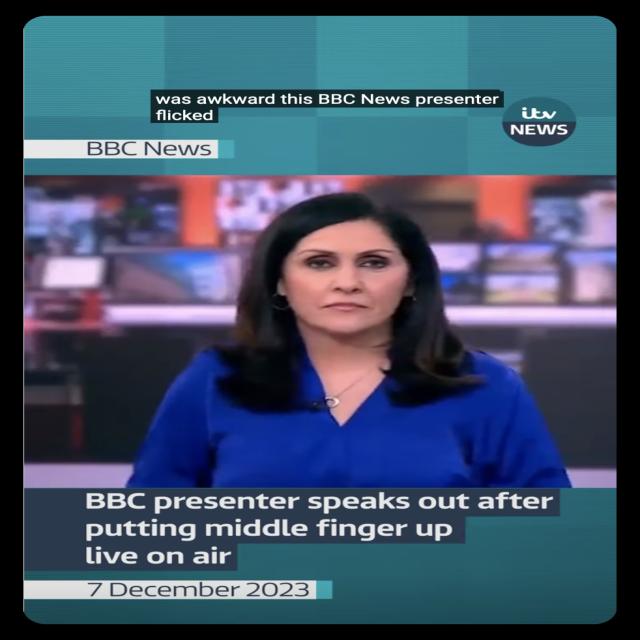 was awkward this BBC News presenter
flicked
itv
NEWS
BBC News
BBC presenter speaks out after
putting middle finger up
live on air
7 December 2023